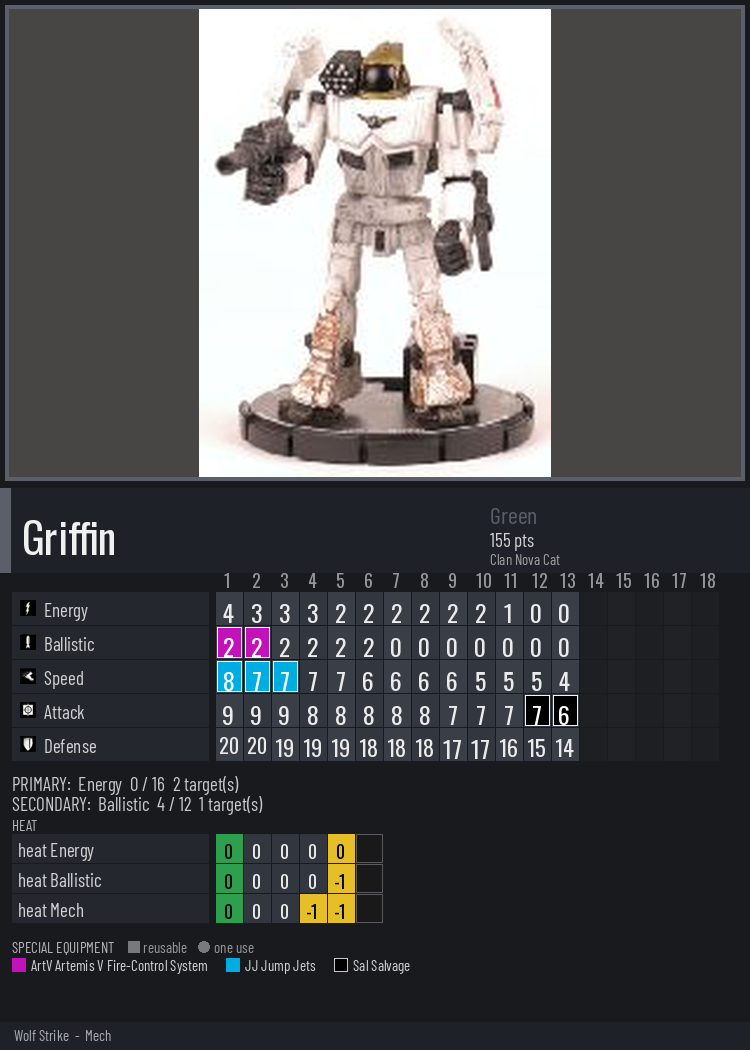 Griffin
Green
155 pts
Clan Nova Cat
1 2 3 4 5 6 7 8 9 10 11 12 13 14 15 16 17 18
Energy 4 3 3 3 2 2 2 2 2 2 1 0 0
Ballistic 2 2 2 2 2 2 0 0 0 0 0 0 0
Speed 8 7 7 7 7 6 6 6 6 5 5 5 4
Attack 9 9 9 8 8 8 8 8 7 7 7 7 6
Defense 20 20 19 19 19 18 18 18 17 17 16 15 14
PRIMARY: Energy 0 / 16 2 target(s)
SECONDARY: Ballistic 4 / 12 1 target(s)
HEAT
heat Energy 0 0 0 0 0
heat Ballistic 0 0 0 0 -1
heat Mech 0 0 0 -1 -1
SPECIAL EQUIPMENT reusable one use
ArtV Artemis V Fire-Control System JJ Jump Jets Sal Salvage
Wolf Strike - Mech